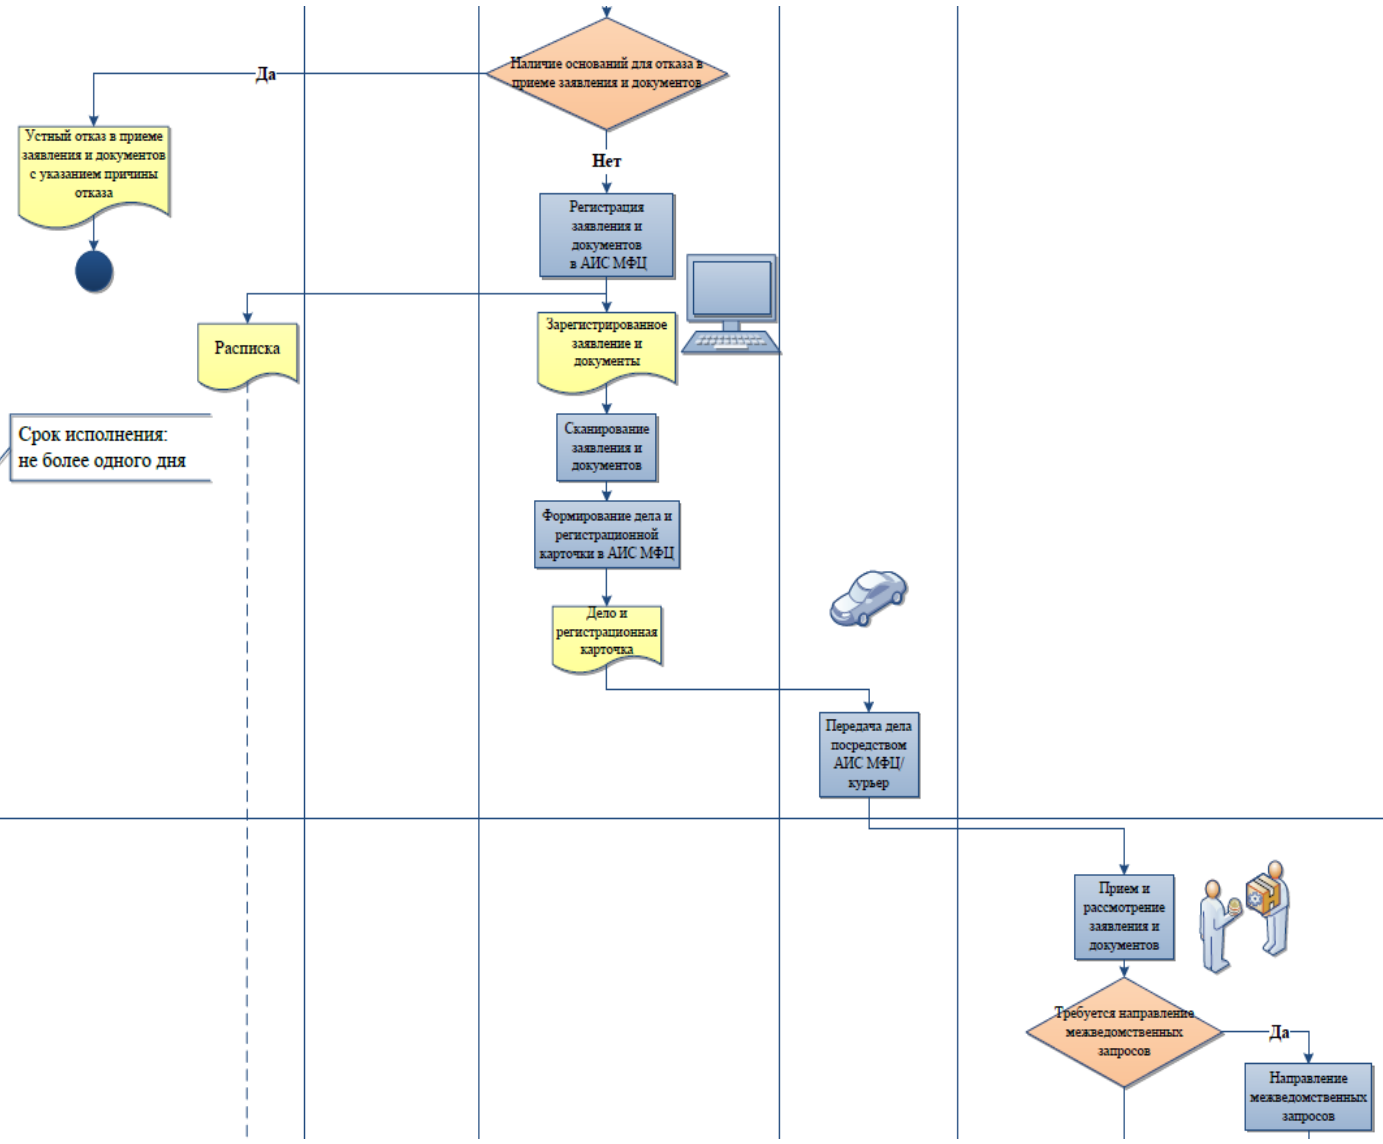 Наличие оснований для отказа в
приеме заявления и документов
Да
Устный отказ в приеме
заявления и документов
с указанием причины
отказа
Нет
Регистрация
заявления и
документов
в АИС МФЦ
Расписка
Зарегистрированное
заявление и
документы
Срок исполнения:
не более одного дня
Сканирование
заявления и
документов
Формирование дела и
регистрационной
карточки в АИС МФЦ
Дело и
регистрационная
карточка
Передача дела
посредством
АИС МФЦ/
курьер
Прием и
рассмотрение
заявления и
документов
Требуется направление
межведомственных
запросов
Да
Направление
межведомственных
запросов